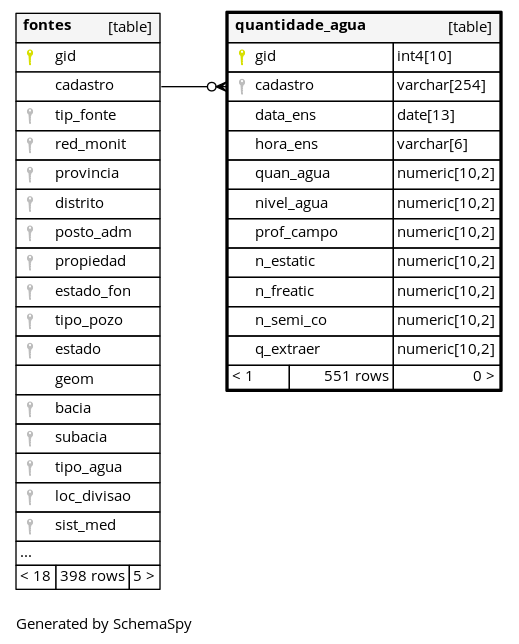 fontes [table]
gid
cadastro
tip_fonte
red_monit
provincia
distrito
posto_adm
propiedad
estado_fon
tipo_pozo
estado
geom
bacia
subacia
tipo_agua
loc_divisao
sist_med
...
< 18 398 rows 5 >
quantidade_agua [table]
gid int4[10]
cadastro varchar[254]
data_ens date[13]
hora_ens varchar[6]
quan_agua numeric[10,2]
nivel_agua numeric[10,2]
prof_campo numeric[10,2]
n_estatic numeric[10,2]
n_freatic numeric[10,2]
n_semi_co numeric[10,2]
q_extraer numeric[10,2]
< 1 551 rows 0 >
Generated by SchemaSpy